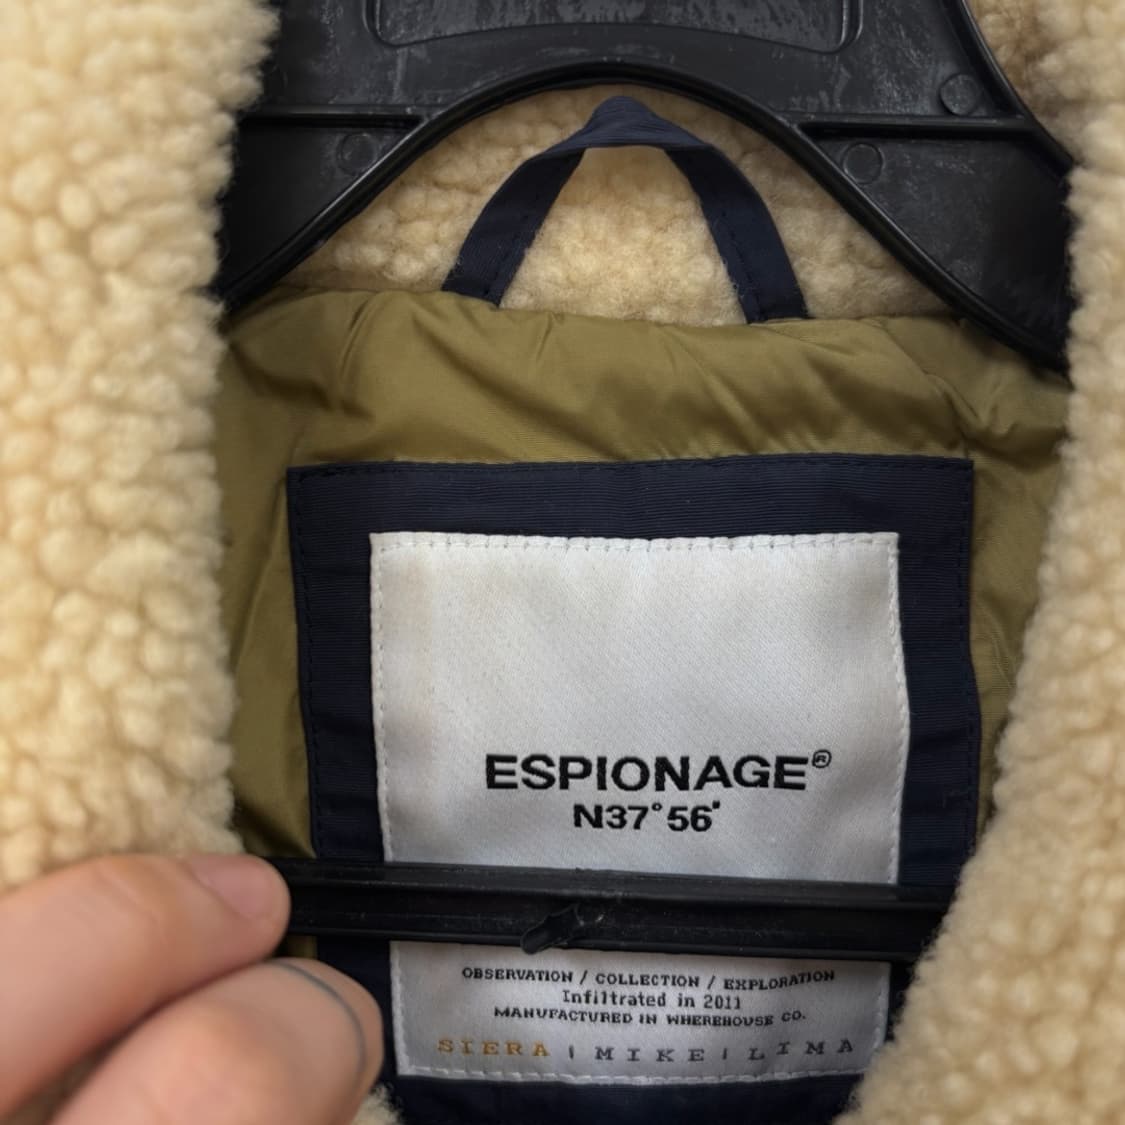 ESPIONAGE®
N37°56'
OBSERVATION / COLLECTION / EXPLORATION
Infiltrated in 2011
MANUFACTURED IN WHEREHOUSE CO.
SIERA | MIKE | LIMA